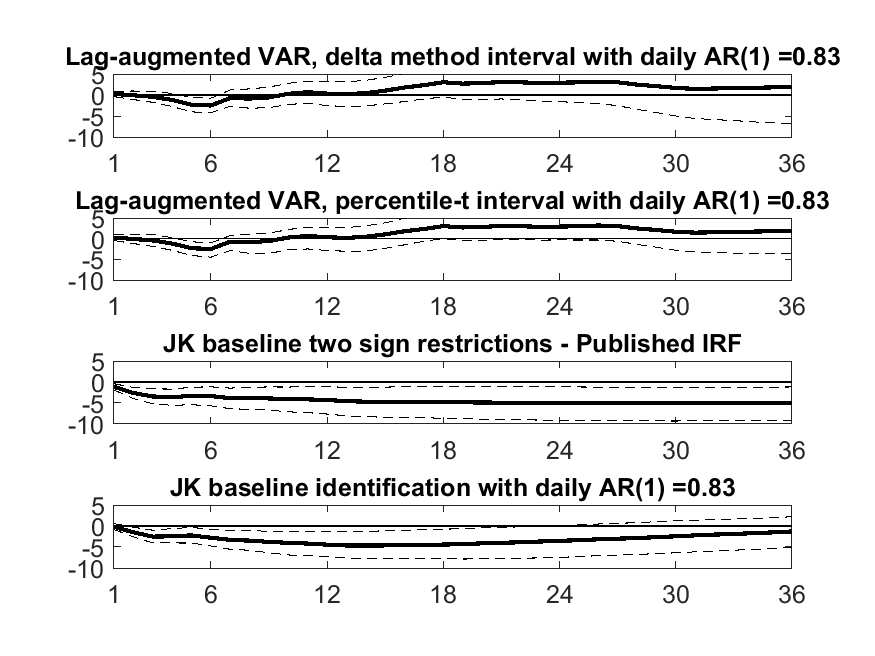 Lag-augmented VAR, delta method interval with daily AR(1) =0.83
5
0
-5
-10
1 6 12 18 24 30 36
Lag-augmented VAR, percentile-t interval with daily AR(1) =0.83
5
0
-5
-10
1 6 12 18 24 30 36
JK baseline two sign restrictions - Published IRF
5
0
-5
-10
1 6 12 18 24 30 36
JK baseline identification with daily AR(1) =0.83
5
0
-5
-10
1 6 12 18 24 30 36